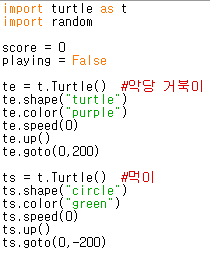 import turtle as t
import random
score = 0
playing = False
te = t.Turtle() #악당 거북이
te.shape("turtle")
te.color("purple")
te.speed(0)
te.up()
te.goto(0,200)
ts = t.Turtle() #먹이
ts.shape("circle")
ts.color("green")
ts.speed(0)
ts.up()
ts.goto(0,-200)